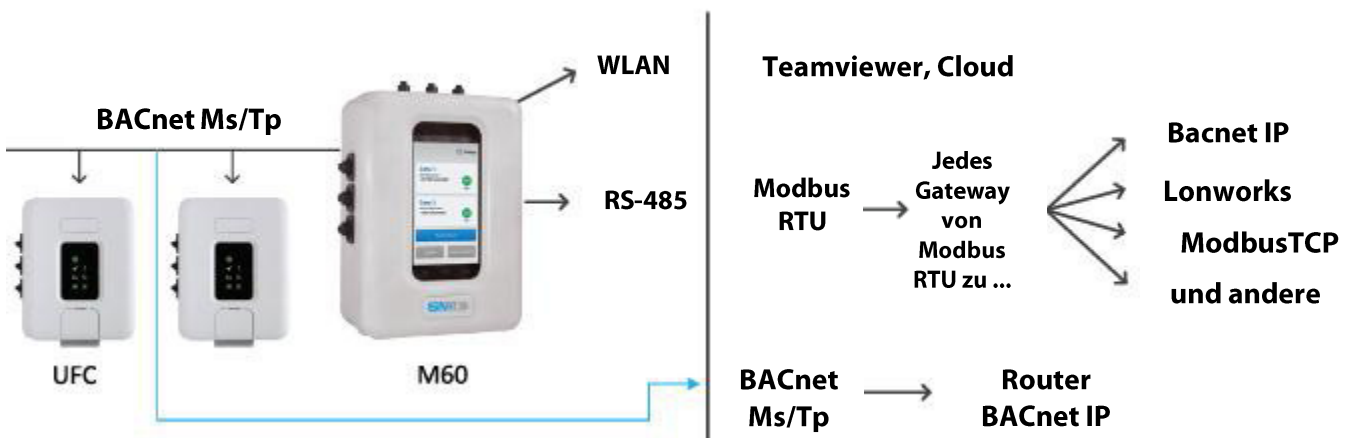 WLAN
Teamviewer, Cloud
BACnet Ms/Tp
Bacnet IP
Jedes
Gateway
von
Modbus
RTU zu ...
Modbus
RTU
RS-485
Lonworks
ModbusTCP
und andere
UFC
M60
BACnet
Ms/Tp
Router
BACnet IP